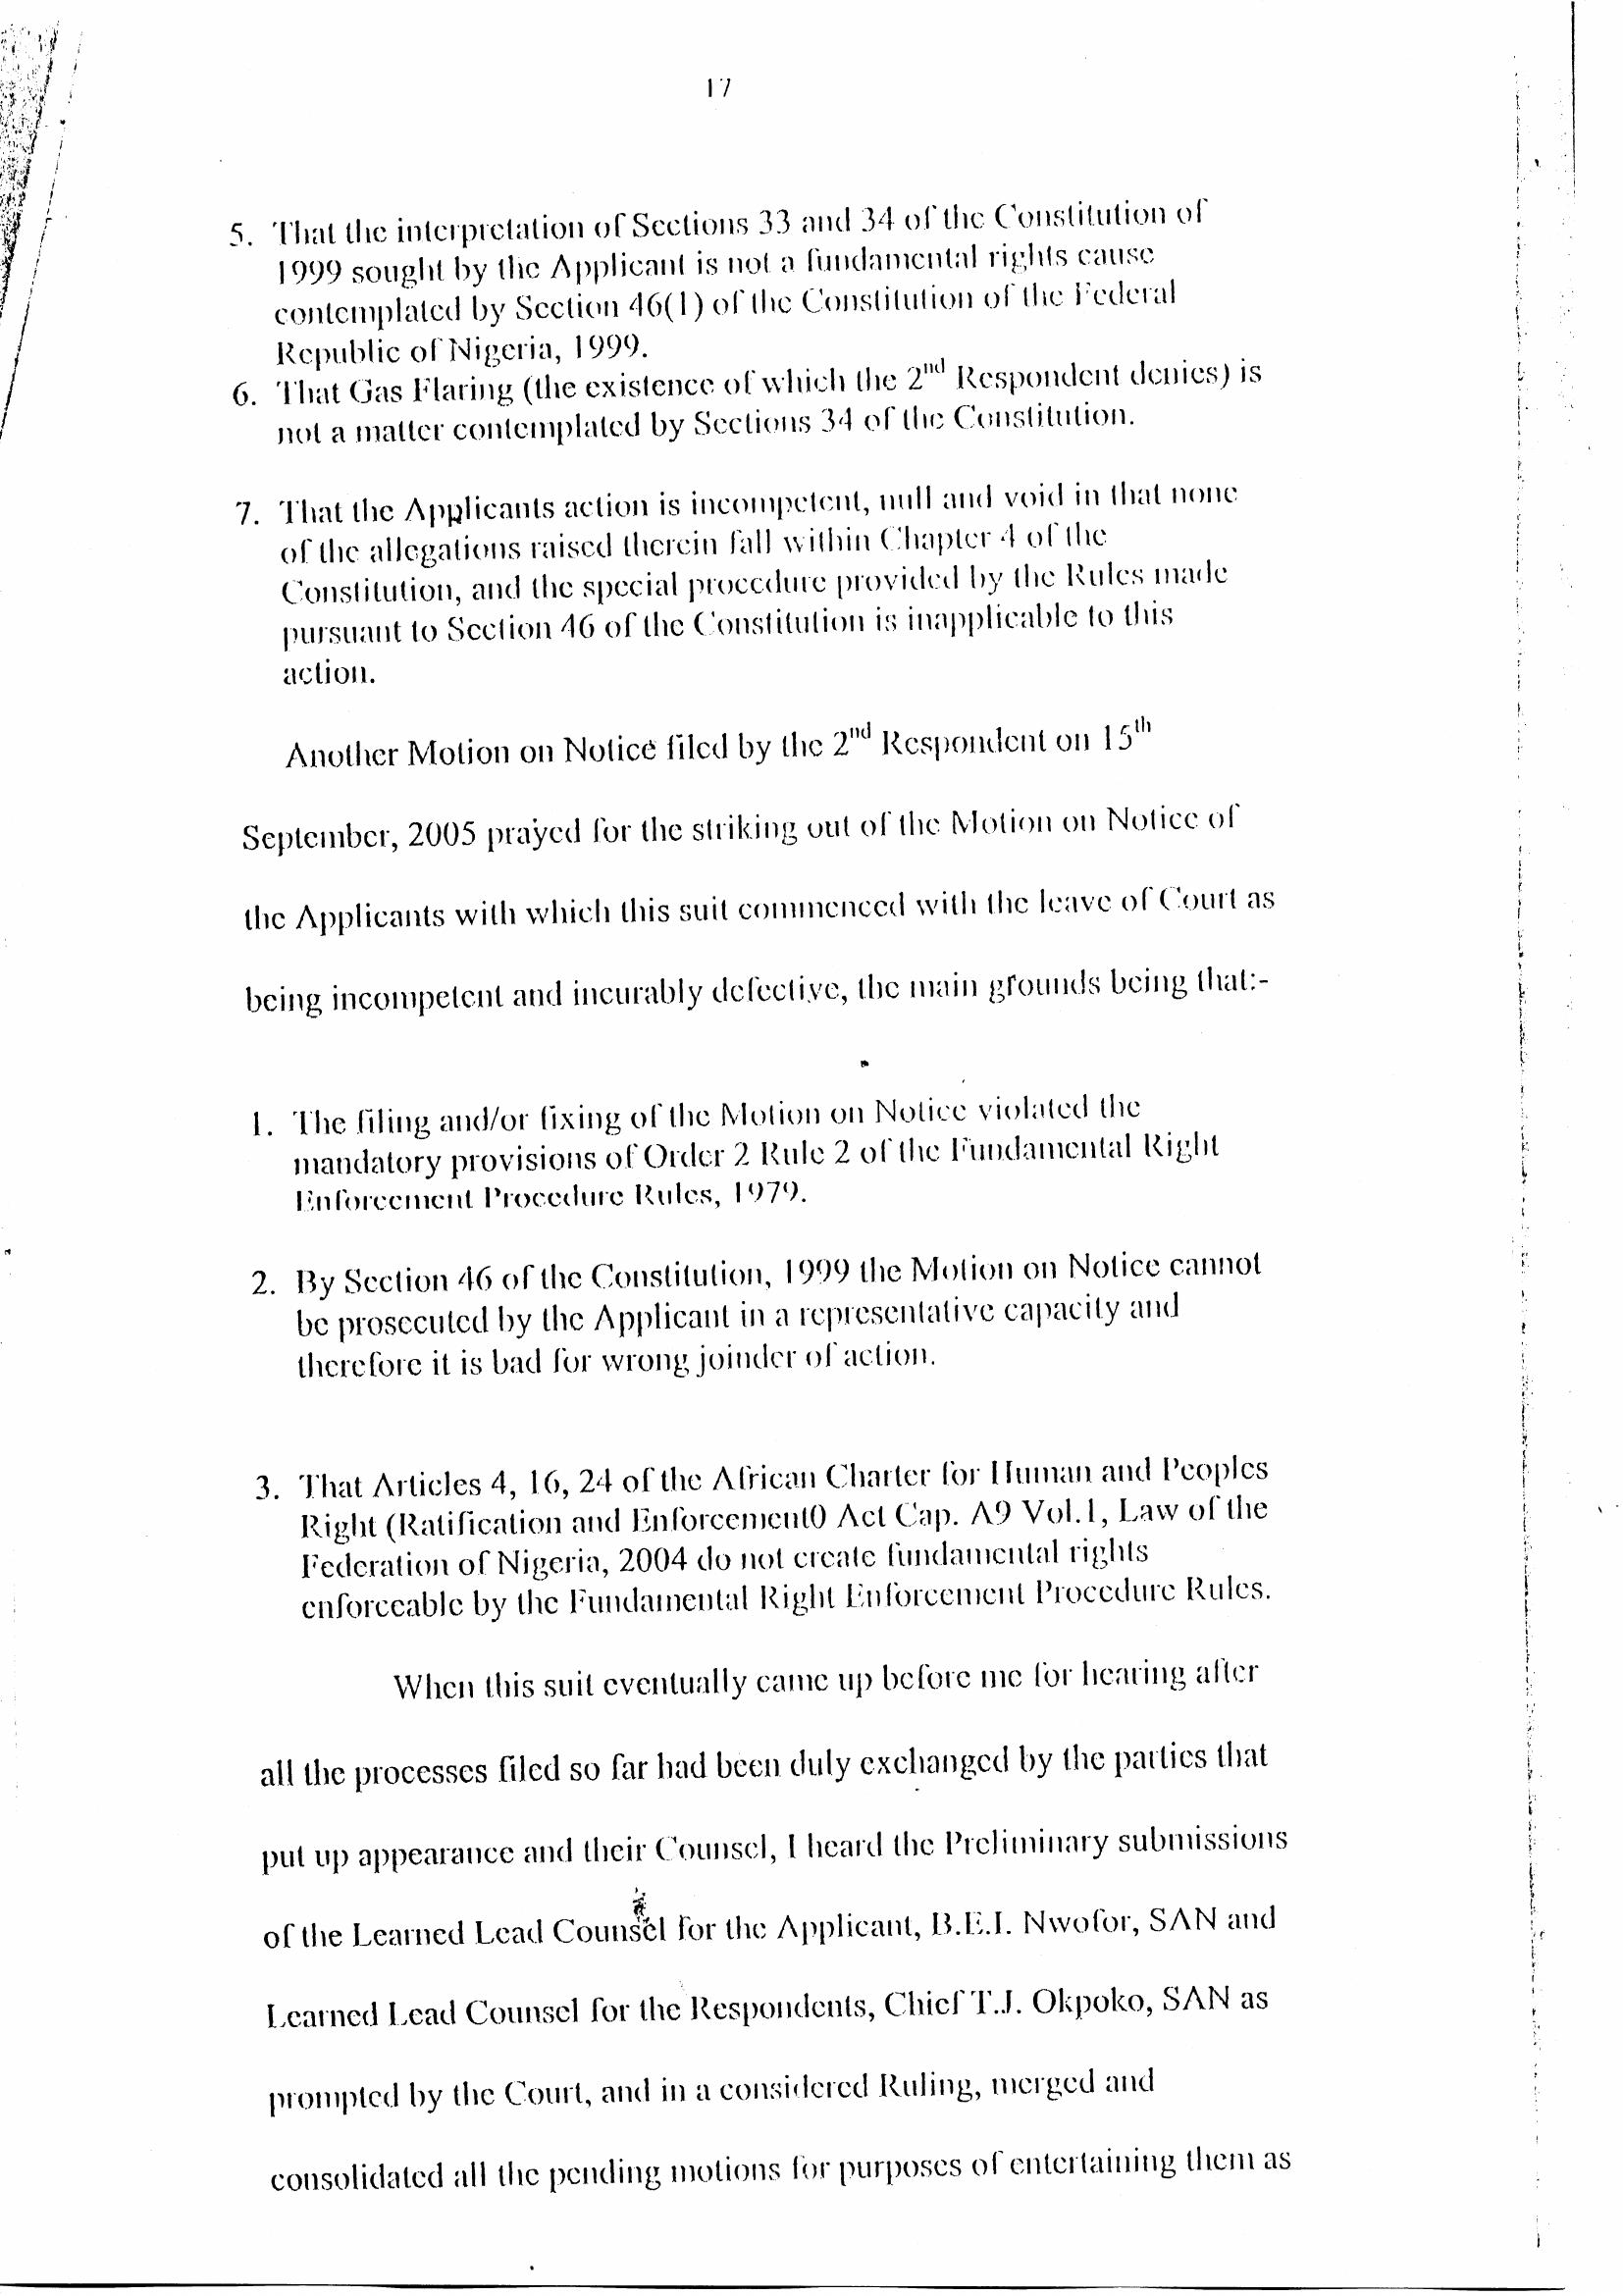 17
5. That the interpretation of Sections 33 and 34 of the Constitution of
1999 sought by the Applicant is not a fundamental rights cause
contemplated by Section 46(1) of the Constitution of the Federal
Republic of Nigeria, 1999.
6. That Gas Flaring (the existence of which the 2nd Respondent denies) is
not a matter contemplated by Sections 34 of the Constitution.
7. That the Applicants action is incompetent, null and void in that none
of the allegations raised therein fall within Chapter 4 of the
Constitution, and the special procedure provided by the Rules made
pursuant to Section 46 of the Constitution is inapplicable to this
action.
Another Motion on Notice filed by the 2nd Respondent on 15th
September, 2005 prayed for the striking out of the Motion on Notice of
the Applicants with which this suit commenced with the leave of Court as
being incompetent and incurably defective, the main grounds being that:-
1. The filing and/or fixing of the Motion on Notice violated the
mandatory provisions of Order 2 Rule 2 of the Fundamental Right
Enforcement Procedure Rules, 1979.
2. By Section 46 of the Constitution, 1999 the Motion on Notice cannot
be prosecuted by the Applicant in a representative capacity and
therefore it is bad for wrong joinder of action.
3. That Articles 4, 16, 24 of the African Charter for Human and Peoples
Right (Ratification and Enforcement0 Act Cap. A9 Vol.1, Law of the
Federation of Nigeria, 2004 do not create fundamental rights
enforceable by the Fundamental Right Enforcement Procedure Rules.
When this suit eventually came up before me for hearing after
all the processes filed so far had been duly exchanged by the parties that
put up appearance and their Counsel, I heard the Preliminary submissions
of the Learned Lead Counsel for the Applicant, B.E.I. Nwofor, SAN and
Learned Lead Counsel for the Respondents, Chief T.J. Okpoko, SAN as
prompted by the Court, and in a considered Ruling, merged and
consolidated all the pending motions for purposes of entertaining them as